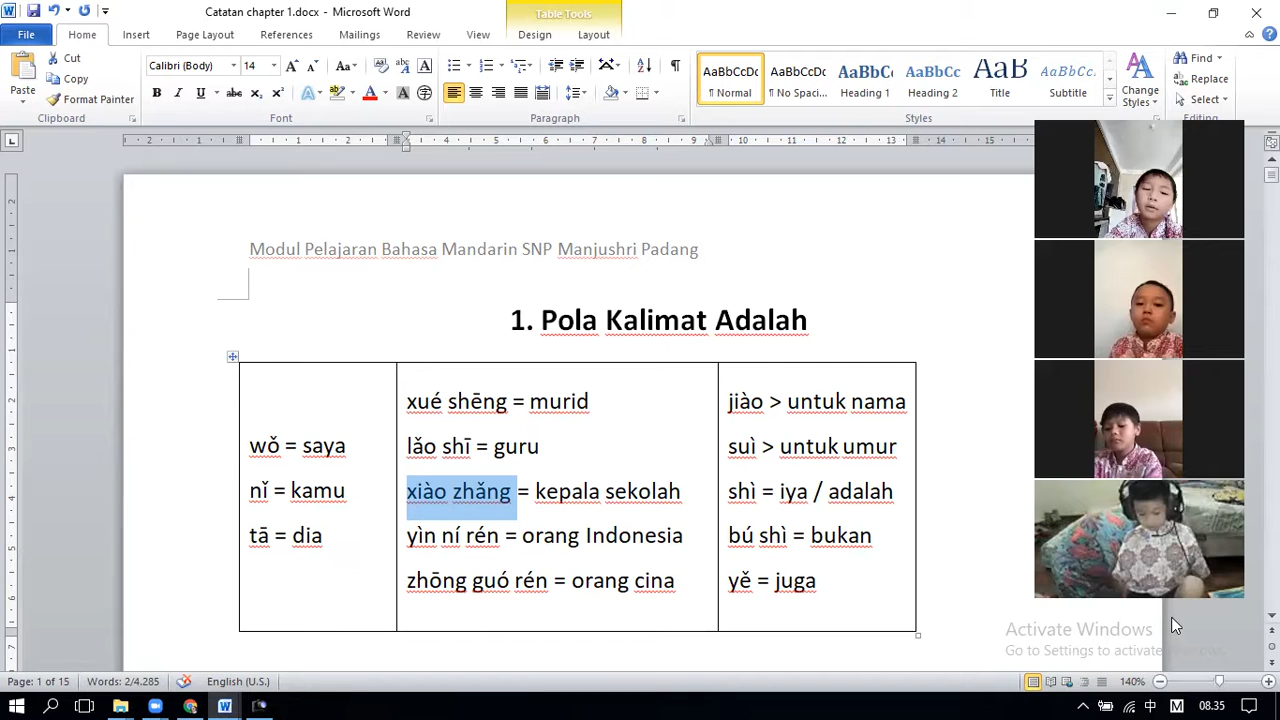 Catatan chapter 1.docx - Microsoft Word
Table Tools
File Home Insert Page Layout References Mailings Review View Design Layout
Cut
Copy
Format Painter
Paste
Clipboard
Calibri (Body) 14
Font
Paragraph
AaBbCcDc AaBbCcDc AaBbC AaBbCc AaB AaBbCcD
¶ Normal ¶ No Spaci... Heading 1 Heading 2 Title Subtitle
Styles
Change Styles
Find
Replace
Select
Editing
Modul Pelajaran Bahasa Mandarin SNP Manjushri Padang
1. Pola Kalimat Adalah
wǒ = saya
nǐ = kamu
tā = dia
xué shēng = murid
lǎo shī = guru
xiào zhǎng = kepala sekolah
yìn ní rén = orang Indonesia
zhōng guó rén = orang cina
jiào > untuk nama
suì > untuk umur
shì = iya / adalah
bú shì = bukan
yě = juga
Activate Windows
Go to Settings to activate Windows.
Page: 1 of 15 Words: 2/4.285 English (U.S.) 140%
中 M 08.35